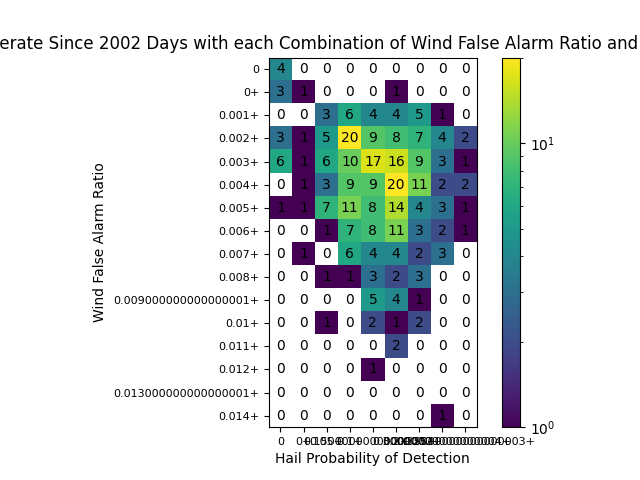 erate Since 2002 Days with each Combination of Wind False Alarm Ratio and
0 4 0 0 0 0 0 0 0 0
0+ 3 1 0 0 0 1 0 0 0
0.001+ 0 0 3 6 4 4 5 1 0
0.002+ 3 1 5 20 9 8 7 4 2
0.003+ 6 1 6 10 17 16 9 3 1
0.004+ 0 1 3 9 9 20 11 2 2
0.005+ 1 1 7 11 8 14 4 3 1
0.006+ 0 0 1 7 8 11 3 2 1
0.007+ 0 1 0 6 4 4 2 3 0
0.008+ 0 0 1 1 3 2 3 0 0
0.009000000000000001+ 0 0 0 0 5 4 1 0 0
0.01+ 0 0 1 0 2 1 2 0 0
0.011+ 0 0 0 0 0 2 0 0 0
0.012+ 0 0 0 0 1 0 0 0 0
0.013000000000000001+ 0 0 0 0 0 0 0 0 0
0.014+ 0 0 0 0 0 0 0 1 0
0
Hail Probability of Detection
Wind False Alarm Ratio
10¹
10⁰